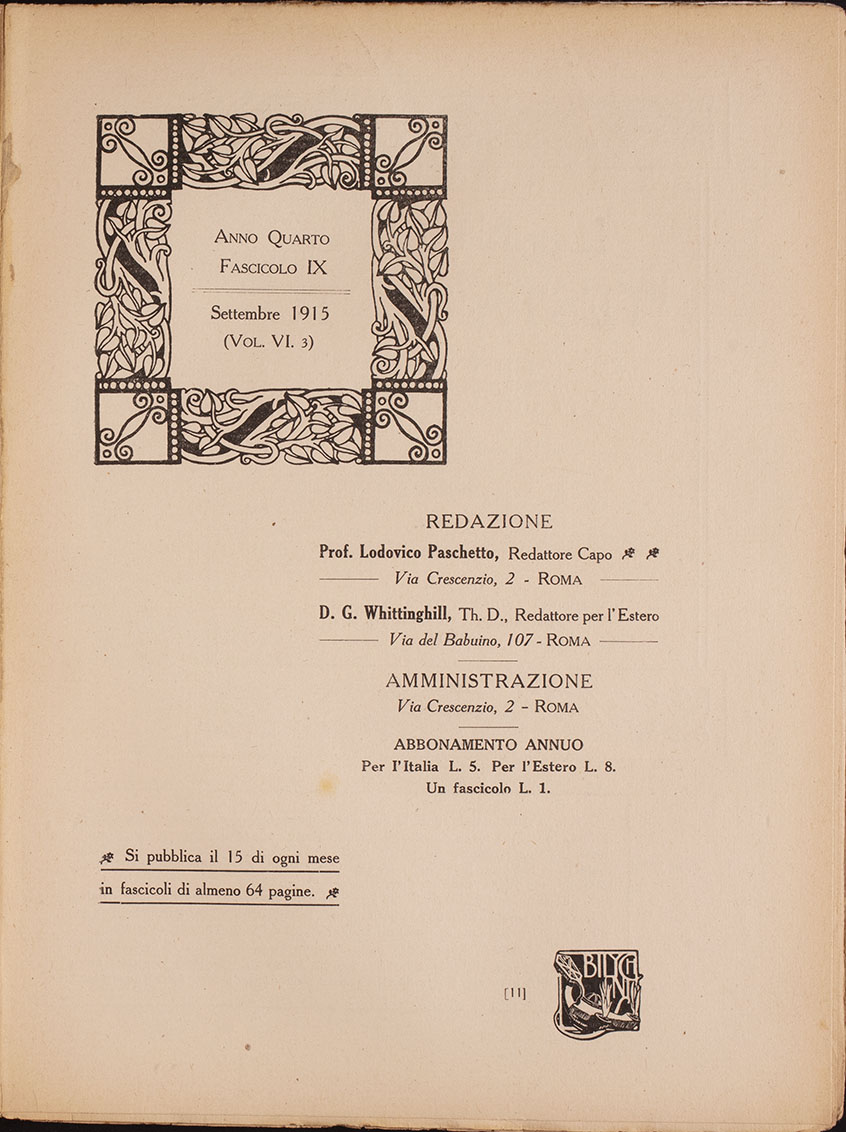 ANNO QUARTO
FASCICOLO IX
Settembre 1915
(VOL. VI. 3)
REDAZIONE
Prof. Lodovico Paschetto, Redattore Capo
Via Crescenzio, 2 - ROMA
D. G. Whittinghill, Th. D., Redattore per l'Estero
Via del Babuino, 107 - ROMA
AMMINISTRAZIONE
Via Crescenzio, 2 - ROMA
ABBONAMENTO ANNUO
Per l'Italia L. 5. Per l'Estero L. 8.
Un fascicolo L. 1.
Si pubblica il 15 di ogni mese
in fascicoli di almeno 64 pagine.
[11]
BILYCH
NIS